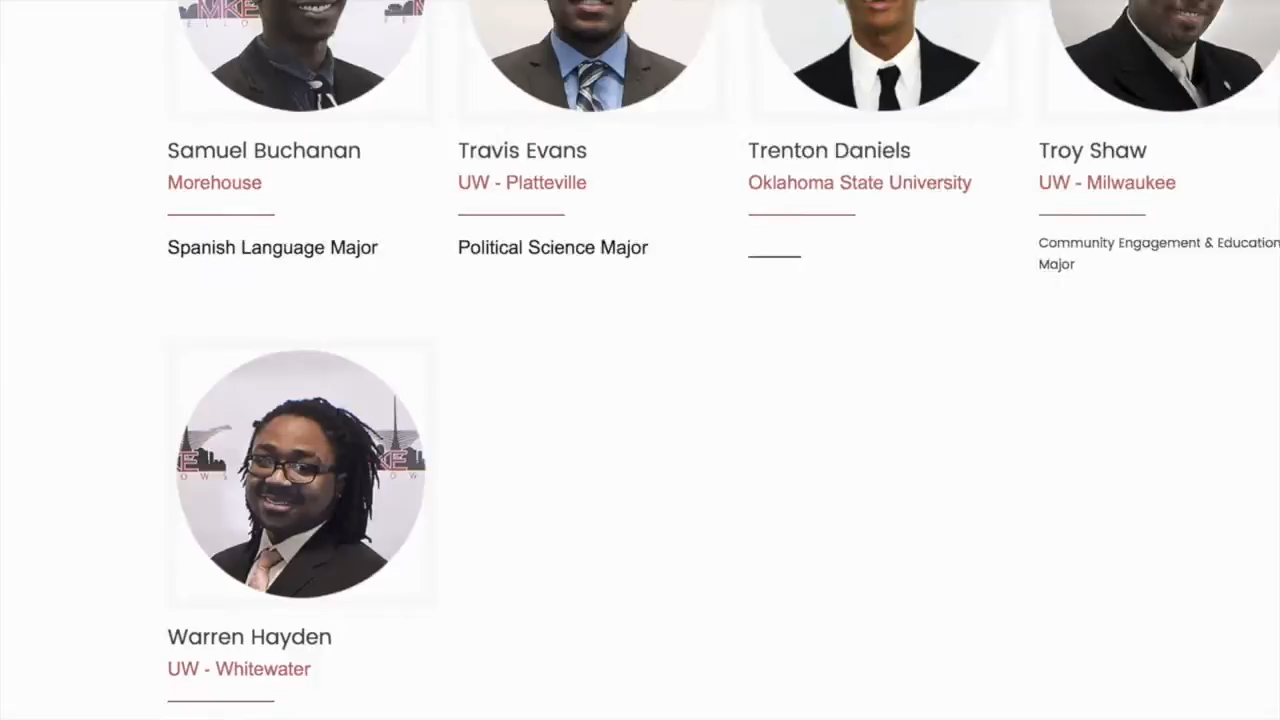 MKE
Samuel Buchanan
Travis Evans
Trenton Daniels
Troy Shaw
Morehouse
UW - Platteville
Oklahoma State University
UW - Milwaukee
Spanish Language Major
Political Science Major
Community Engagement & Education
Major
Warren Hayden
UW - Whitewater